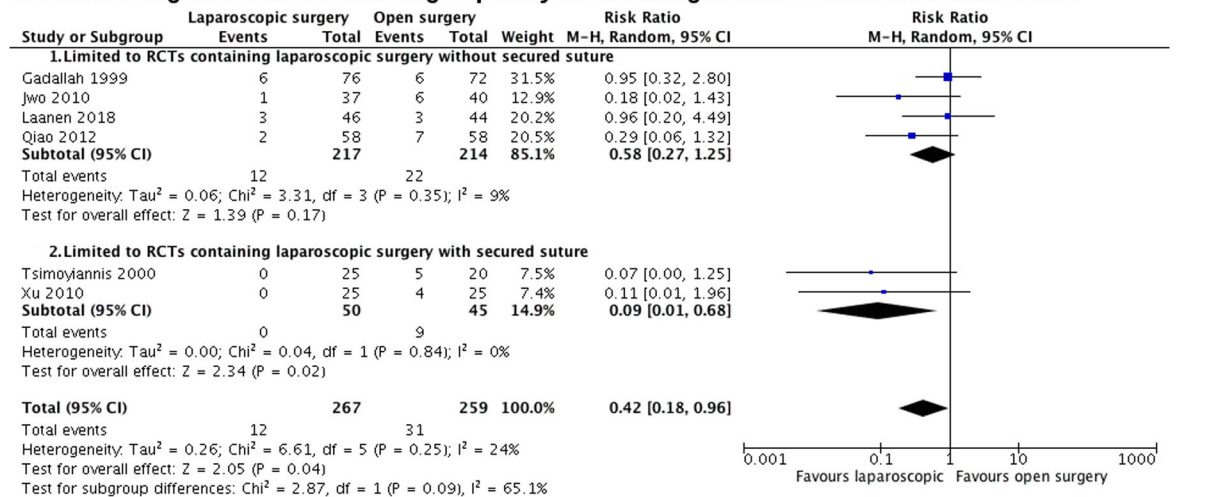 Laparoscopic surgery Open surgery Risk Ratio Risk Ratio
Study or Subgroup Events Total Events Total Weight M-H, Random, 95% CI M-H, Random, 95% CI
1.Limited to RCTs containing laparoscopic surgery without secured suture
Gadallah 1999 6 76 6 72 31.5% 0.95 [0.32, 2.80]
Jwo 2010 1 37 6 40 12.9% 0.18 [0.02, 1.43]
Laanen 2018 3 46 3 44 20.2% 0.96 [0.20, 4.49]
Qiao 2012 2 58 7 58 20.5% 0.29 [0.06, 1.32]
Subtotal (95% CI) 217 214 85.1% 0.58 [0.27, 1.25]
Total events 12 22
Heterogeneity: Tau² = 0.06; Chi² = 3.31, df = 3 (P = 0.35); I² = 9%
Test for overall effect: Z = 1.39 (P = 0.17)
2.Limited to RCTs containing laparoscopic surgery with secured suture
Tsimoyiannis 2000 0 25 5 20 7.5% 0.07 [0.00, 1.25]
Xu 2010 0 25 4 25 7.4% 0.11 [0.01, 1.96]
Subtotal (95% CI) 50 45 14.9% 0.09 [0.01, 0.68]
Total events 0 9
Heterogeneity: Tau² = 0.00; Chi² = 0.04, df = 1 (P = 0.84); I² = 0%
Test for overall effect: Z = 2.34 (P = 0.02)
Total (95% CI) 267 259 100.0% 0.42 [0.18, 0.96]
Total events 12 31
Heterogeneity: Tau² = 0.26; Chi² = 6.61, df = 5 (P = 0.25); I² = 24%
Test for overall effect: Z = 2.05 (P = 0.04)
Test for subgroup differences: Chi² = 2.87, df = 1 (P = 0.09), I² = 65.1%
0.001 0.1 1 10 1000
Favours laparoscopic Favours open surgery